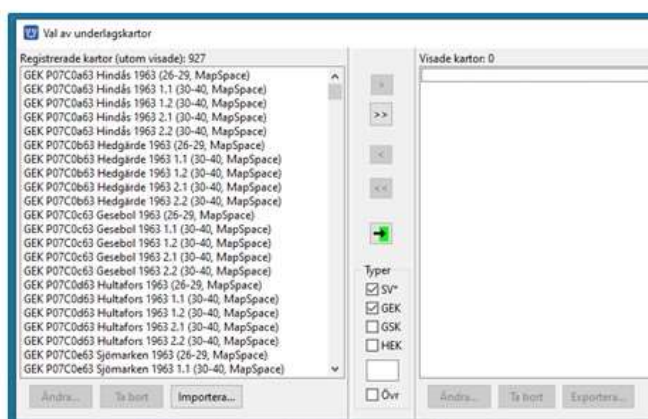 Val av underlagskartor
Registrerade kartor (utom visade): 927
GEK P07C0a63 Hindås 1963 (26-29, MapSpace)
GEK P07C0a63 Hindås 1963 1.1 (30-40, MapSpace)
GEK P07C0a63 Hindås 1963 1.2 (30-40, MapSpace)
GEK P07C0a63 Hindås 1963 2.1 (30-40, MapSpace)
GEK P07C0a63 Hindås 1963 2.2 (30-40, MapSpace)
GEK P07C0b63 Hedgärde 1963 (26-29, MapSpace)
GEK P07C0b63 Hedgärde 1963 1.1 (30-40, MapSpace)
GEK P07C0b63 Hedgärde 1963 1.2 (30-40, MapSpace)
GEK P07C0b63 Hedgärde 1963 2.1 (30-40, MapSpace)
GEK P07C0b63 Hedgärde 1963 2.2 (30-40, MapSpace)
GEK P07C0c63 Gesebol 1963 (26-29, MapSpace)
GEK P07C0c63 Gesebol 1963 1.1 (30-40, MapSpace)
GEK P07C0c63 Gesebol 1963 1.2 (30-40, MapSpace)
GEK P07C0c63 Gesebol 1963 2.1 (30-40, MapSpace)
GEK P07C0c63 Gesebol 1963 2.2 (30-40, MapSpace)
GEK P07C0d63 Hultafors 1963 (26-29, MapSpace)
GEK P07C0d63 Hultafors 1963 1.1 (30-40, MapSpace)
GEK P07C0d63 Hultafors 1963 1.2 (30-40, MapSpace)
GEK P07C0d63 Hultafors 1963 2.1 (30-40, MapSpace)
GEK P07C0d63 Hultafors 1963 2.2 (30-40, MapSpace)
GEK P07C0e63 Sjömarken 1963 (26-29, MapSpace)
GEK P07C0e63 Sjömarken 1963 1.1 (30-40, MapSpace)
Ändra...
Ta bort
Importera...
>
>>
<
<<
Typer
SV*
GEK
GSK
HEK
Övr
Visade kartor: 0
Ändra...
Ta bort
Exportera...